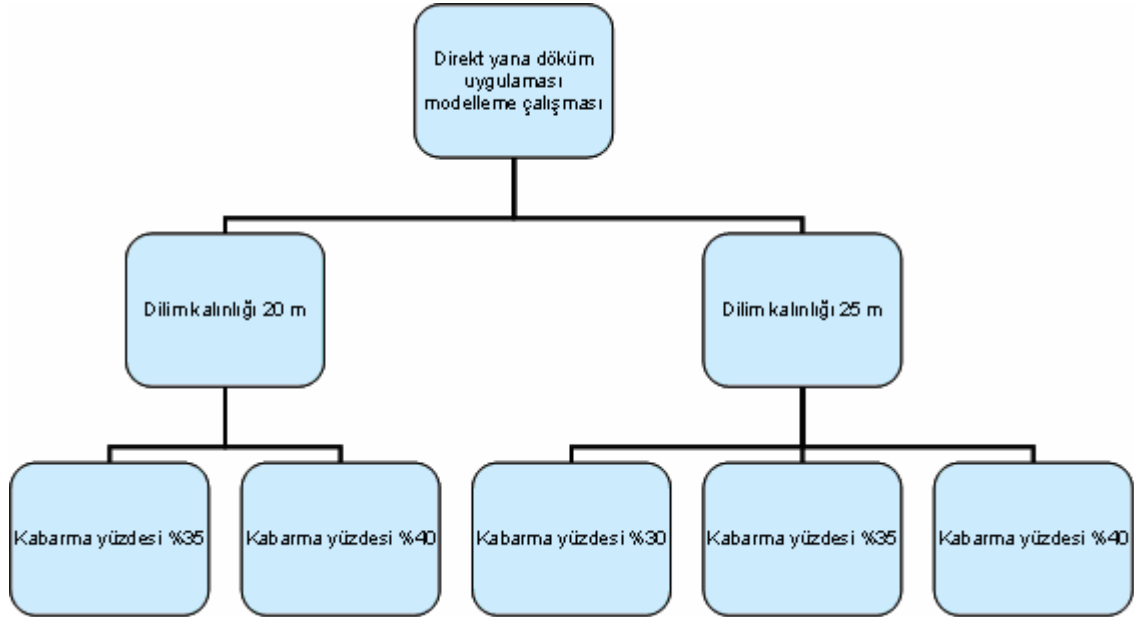 Direkt yana döküm
uygulaması
modelleme çalışması
Dilim kalınlığı 20 m
Dilim kalınlığı 25 m
Kabarma yüzdesi %35
Kabarma yüzdesi %40
Kabarma yüzdesi %30
Kabarma yüzdesi %35
Kabarma yüzdesi %40